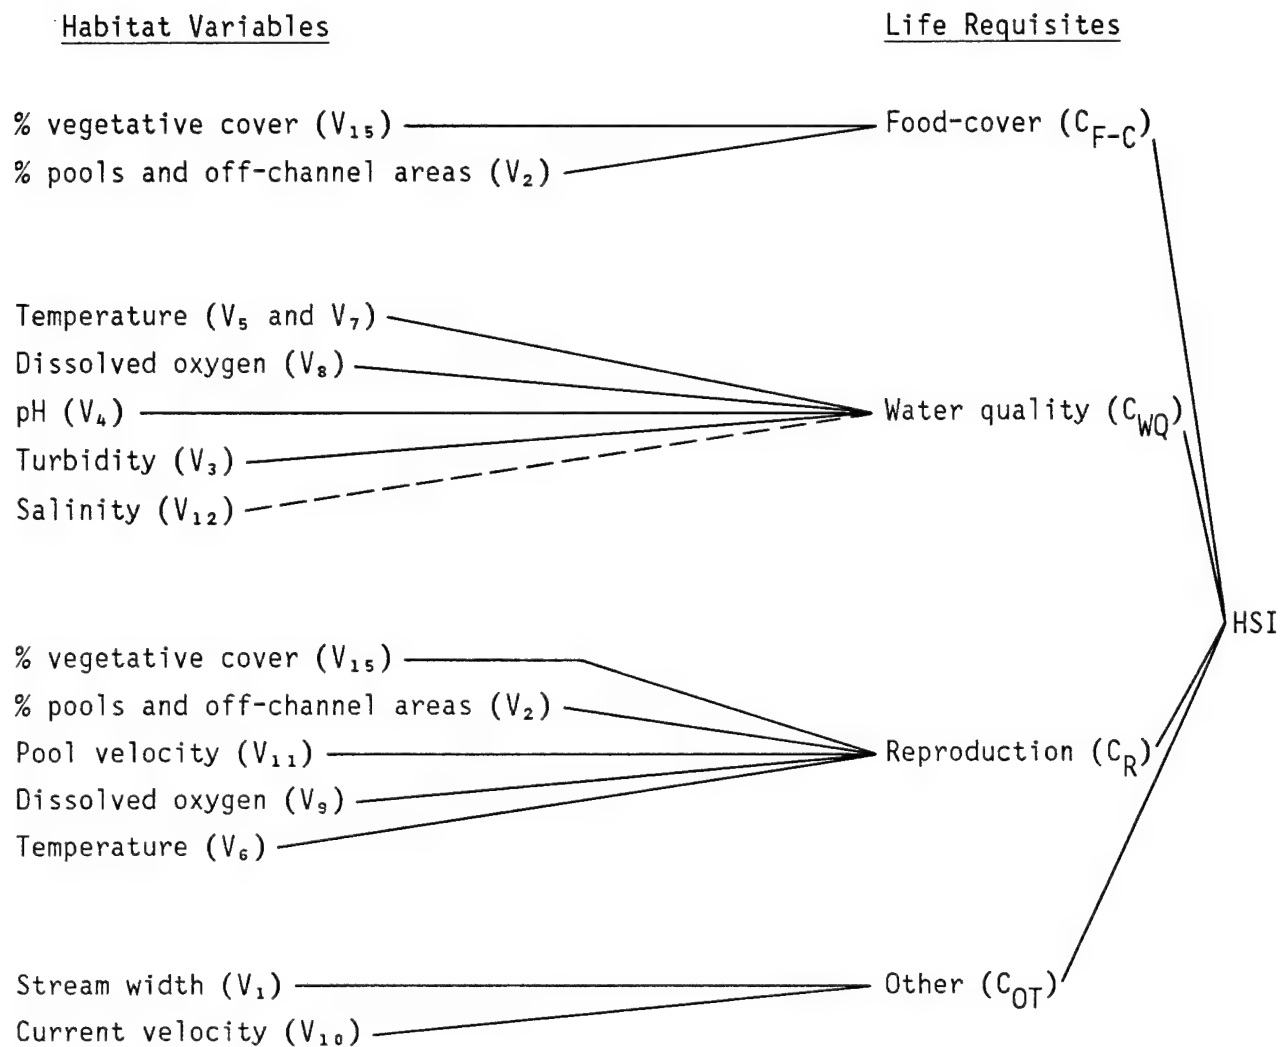 Habitat Variables Life Requisites
% vegetative cover (V₁₅) Food-cover (C_F-C)
% pools and off-channel areas (V₂)
Temperature (V₅ and V₇)
Dissolved oxygen (V₈)
pH (V₄) Water quality (C_WQ)
Turbidity (V₃)
Salinity (V₁₂)
HSI
% vegetative cover (V₁₅)
% pools and off-channel areas (V₂)
Pool velocity (V₁₁) Reproduction (C_R)
Dissolved oxygen (V₉)
Temperature (V₆)
Stream width (V₁) Other (C_OT)
Current velocity (V₁₀)